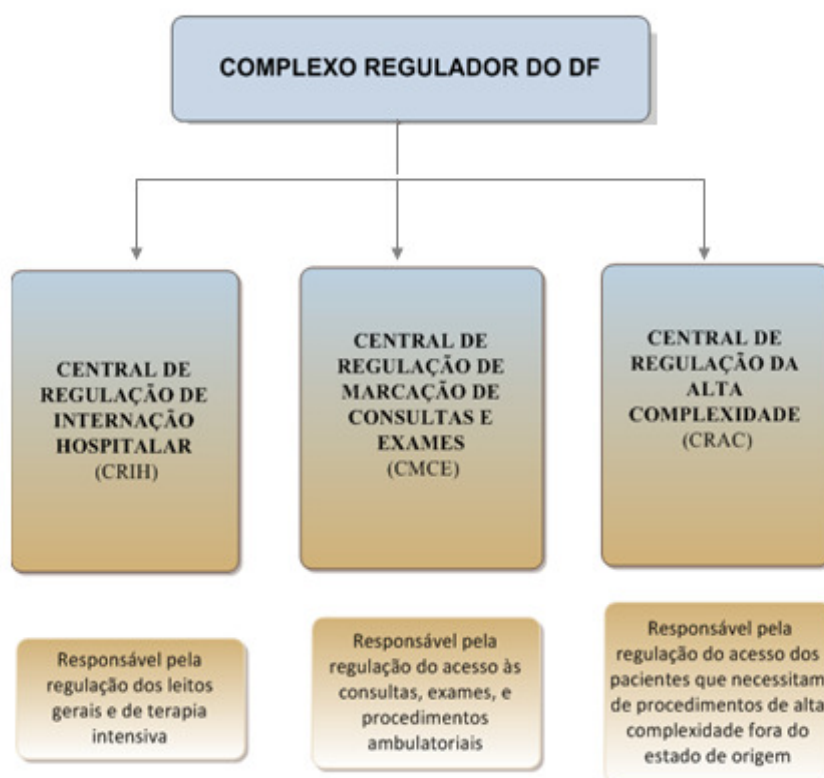 COMPLEXO REGULADOR DO DF
CENTRAL DE
REGULAÇÃO DE
INTERNAÇÃO
HOSPITALAR
(CRIH)
CENTRAL DE
REGULAÇÃO DE
MARCAÇÃO DE
CONSULTAS E
EXAMES
(CMCE)
CENTRAL DE
REGULAÇÃO DA
ALTA
COMPLEXIDADE
(CRAC)
Responsável pela
regulação dos leitos
gerais e de terapia
intensiva
Responsável pela
regulação do acesso às
consultas, exames, e
procedimentos
ambulatoriais
Responsável pela
regulação do acesso dos
pacientes que necessitam
de procedimentos de alta
complexidade fora do
estado de origem